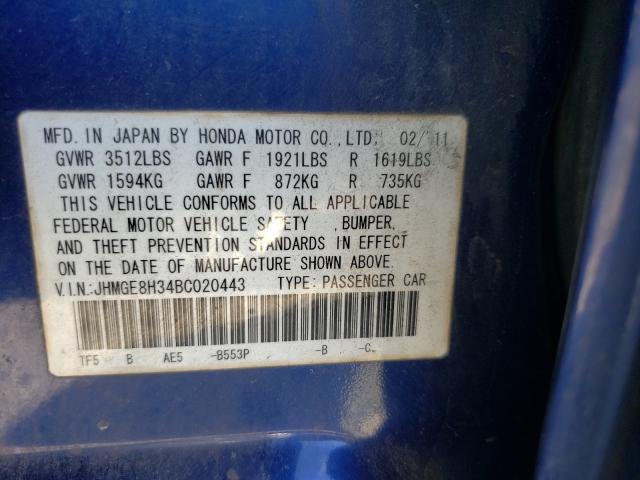 MFD. IN JAPAN BY HONDA MOTOR CO., LTD. 02/'11
GVWR 3512LBS GAWR F 1921LBS R 1619LBS
GVWR 1594KG GAWR F 872KG R 735KG
THIS VEHICLE CONFORMS TO ALL APPLICABLE
FEDERAL MOTOR VEHICLE SAFETY , BUMPER,
AND THEFT PREVENTION STANDARDS IN EFFECT
ON THE DATE OF MANUFACTURE SHOWN ABOVE.
V.I.N.:JHMGE8H34BC020443 TYPE: PASSENGER CAR
TF5 B AE5 -B553P -B -C